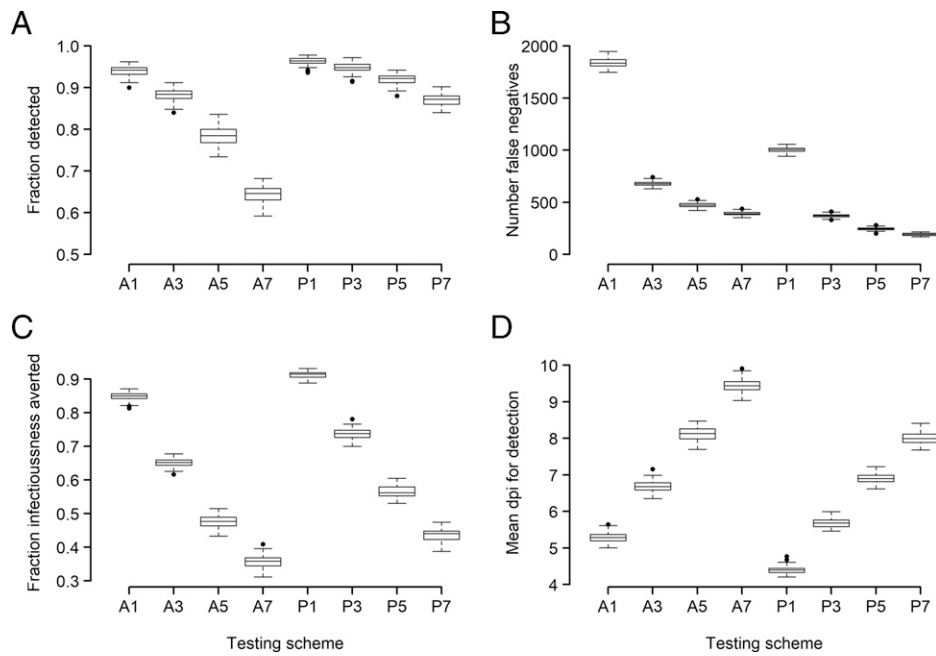 A
Fraction detected
1.0
0.9
0.8
0.7
0.6
0.5
A1 A3 A5 A7 P1 P3 P5 P7
B
Number false negatives
2000
1500
1000
500
0
A1 A3 A5 A7 P1 P3 P5 P7
C
Fraction infectioussness averted
0.9
0.8
0.7
0.6
0.5
0.4
0.3
A1 A3 A5 A7 P1 P3 P5 P7
Testing scheme
D
Mean dpi for detection
10
9
8
7
6
5
4
A1 A3 A5 A7 P1 P3 P5 P7
Testing scheme